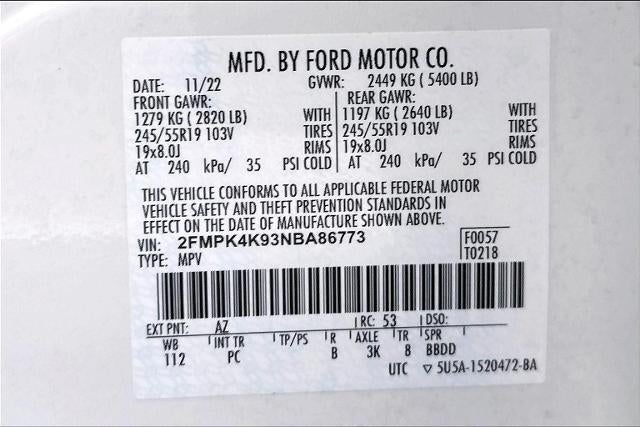 MFD. BY FORD MOTOR CO.
DATE: 11/22 GVWR: 2449 KG ( 5400 LB)
FRONT GAWR: REAR GAWR:
1279 KG ( 2820 LB) WITH 1197 KG ( 2640 LB) WITH
245/55R19 103V TIRES 245/55R19 103V TIRES
19x8.0J RIMS 19x8.0J RIMS
AT 240 kPa/ 35 PSI COLD AT 240 kPa/ 35 PSI COLD
THIS VEHICLE CONFORMS TO ALL APPLICABLE FEDERAL MOTOR
VEHICLE SAFETY AND THEFT PREVENTION STANDARDS IN
EFFECT ON THE DATE OF MANUFACTURE SHOWN ABOVE.
VIN: 2FMPK4K93NBA86773 F0057
TYPE: MPV T0218
EXT PNT: AZ RC: 53 DSO:
WB INT TR TP/PS R AXLE TR SPR
112 PC B 3K 8 BBDD
UTC ▽ 5U5A-1520472-BA